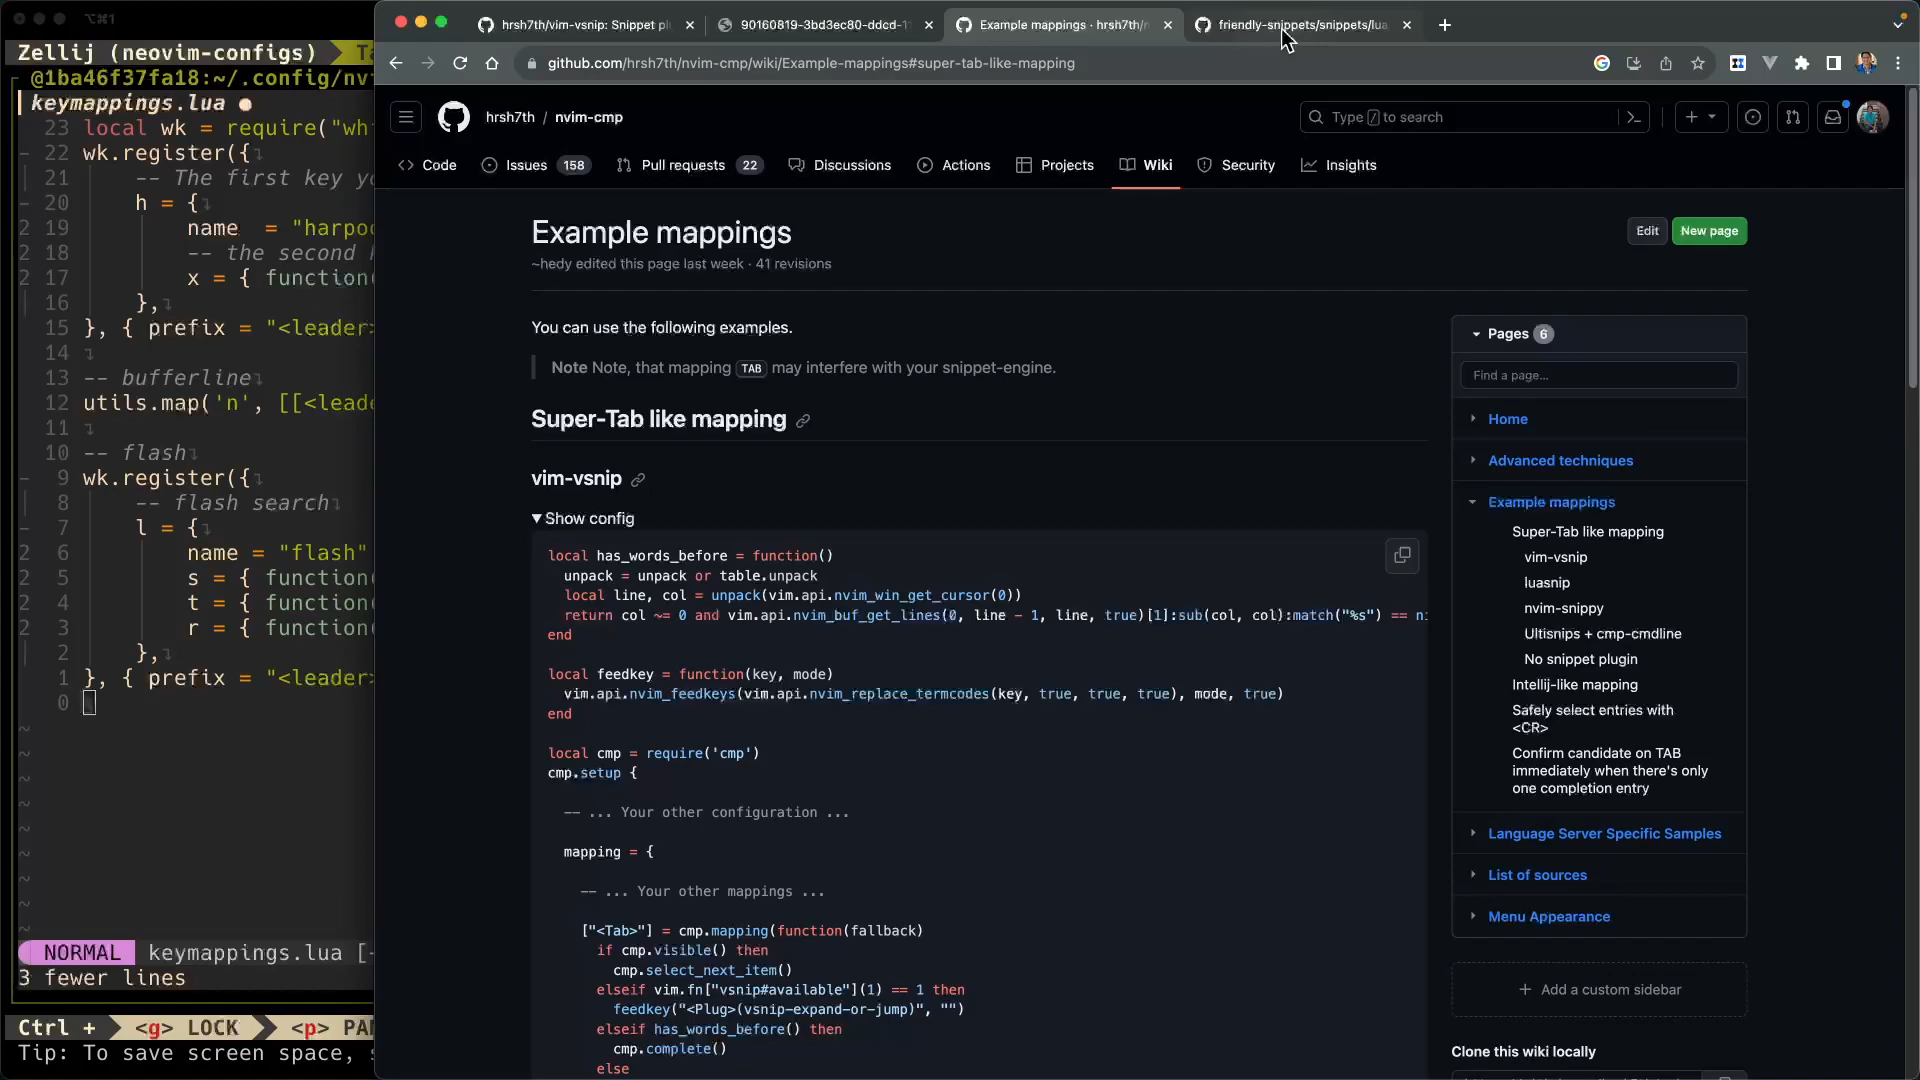 ⌥⌘1
Zellij (neovim-configs)
@1ba46f37fa18:~/.config/nv
keymappings.lua ●
23 local wk = require("wh
22 wk.register({
21 -- The first key yo
20 h = {
19 name = "harpoo
18 -- the second k
17 x = { function(
16 },
15 }, { prefix = "<leader>
14
13 -- bufferline
12 utils.map('n', [[<leade
11
10 -- flash
9 wk.register({
8 -- flash search
7 l = {
6 name = "flash"
5 s = { function(
4 t = { function(
3 r = { function(
2 },
1 }, { prefix = "<leader>
0
NORMAL keymappings.lua [-
3 fewer lines
Ctrl + <g> LOCK <p> PAN
Tip: To save screen space, s
hrsh7th/vim-vsnip: Snippet pl
90160819-3bd3ec80-ddcd-1
Example mappings · hrsh7th/n
friendly-snippets/snippets/lua
github.com/hrsh7th/nvim-cmp/wiki/Example-mappings#super-tab-like-mapping
hrsh7th / nvim-cmp
Type / to search
Code
Issues 158
Pull requests 22
Discussions
Actions
Projects
Wiki
Security
Insights
Example mappings
Edit
New page
~hedy edited this page last week · 41 revisions
You can use the following examples.
Note Note, that mapping TAB may interfere with your snippet-engine.
Super-Tab like mapping
vim-vsnip
▼ Show config
local has_words_before = function()
unpack = unpack or table.unpack
local line, col = unpack(vim.api.nvim_win_get_cursor(0))
return col ~= 0 and vim.api.nvim_buf_get_lines(0, line - 1, line, true)[1]:sub(col, col):match("%s") == ni
end
local feedkey = function(key, mode)
vim.api.nvim_feedkeys(vim.api.nvim_replace_termcodes(key, true, true, true), mode, true)
end
local cmp = require('cmp')
cmp.setup {
-- ... Your other configuration ...
mapping = {
-- ... Your other mappings ...
["<Tab>"] = cmp.mapping(function(fallback)
if cmp.visible() then
cmp.select_next_item()
elseif vim.fn["vsnip#available"](1) == 1 then
feedkey("<Plug>(vsnip-expand-or-jump)", "")
elseif has_words_before() then
cmp.complete()
else
Pages 6
Find a page...
Home
Advanced techniques
Example mappings
Super-Tab like mapping
vim-vsnip
luasnip
nvim-snippy
Ultisnips + cmp-cmdline
No snippet plugin
Intellij-like mapping
Safely select entries with
<CR>
Confirm candidate on TAB
immediately when there's only
one completion entry
Language Server Specific Samples
List of sources
Menu Appearance
+ Add a custom sidebar
Clone this wiki locally